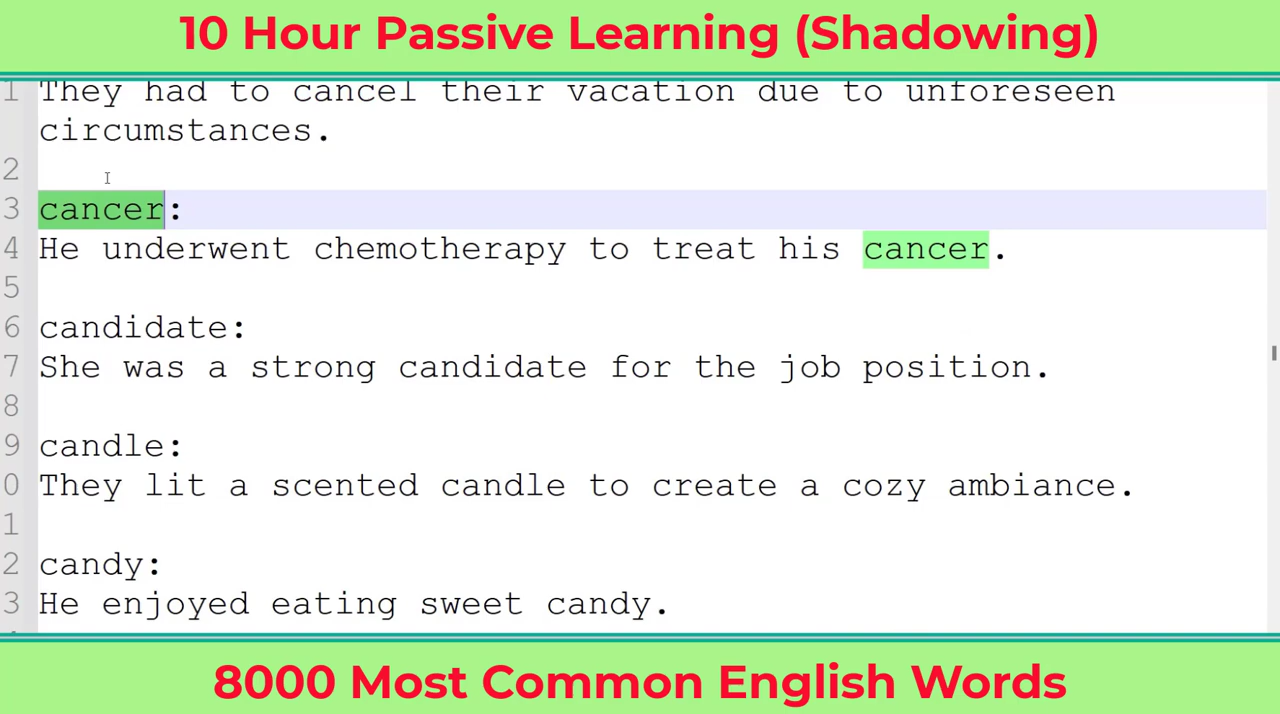 10 Hour Passive Learning (Shadowing)
1 They had to cancel their vacation due to unforeseen
circumstances.
2
3 cancer:
4 He underwent chemotherapy to treat his cancer.
5
6 candidate:
7 She was a strong candidate for the job position.
8
9 candle:
0 They lit a scented candle to create a cozy ambiance.
1
2 candy:
3 He enjoyed eating sweet candy.
8000 Most Common English Words